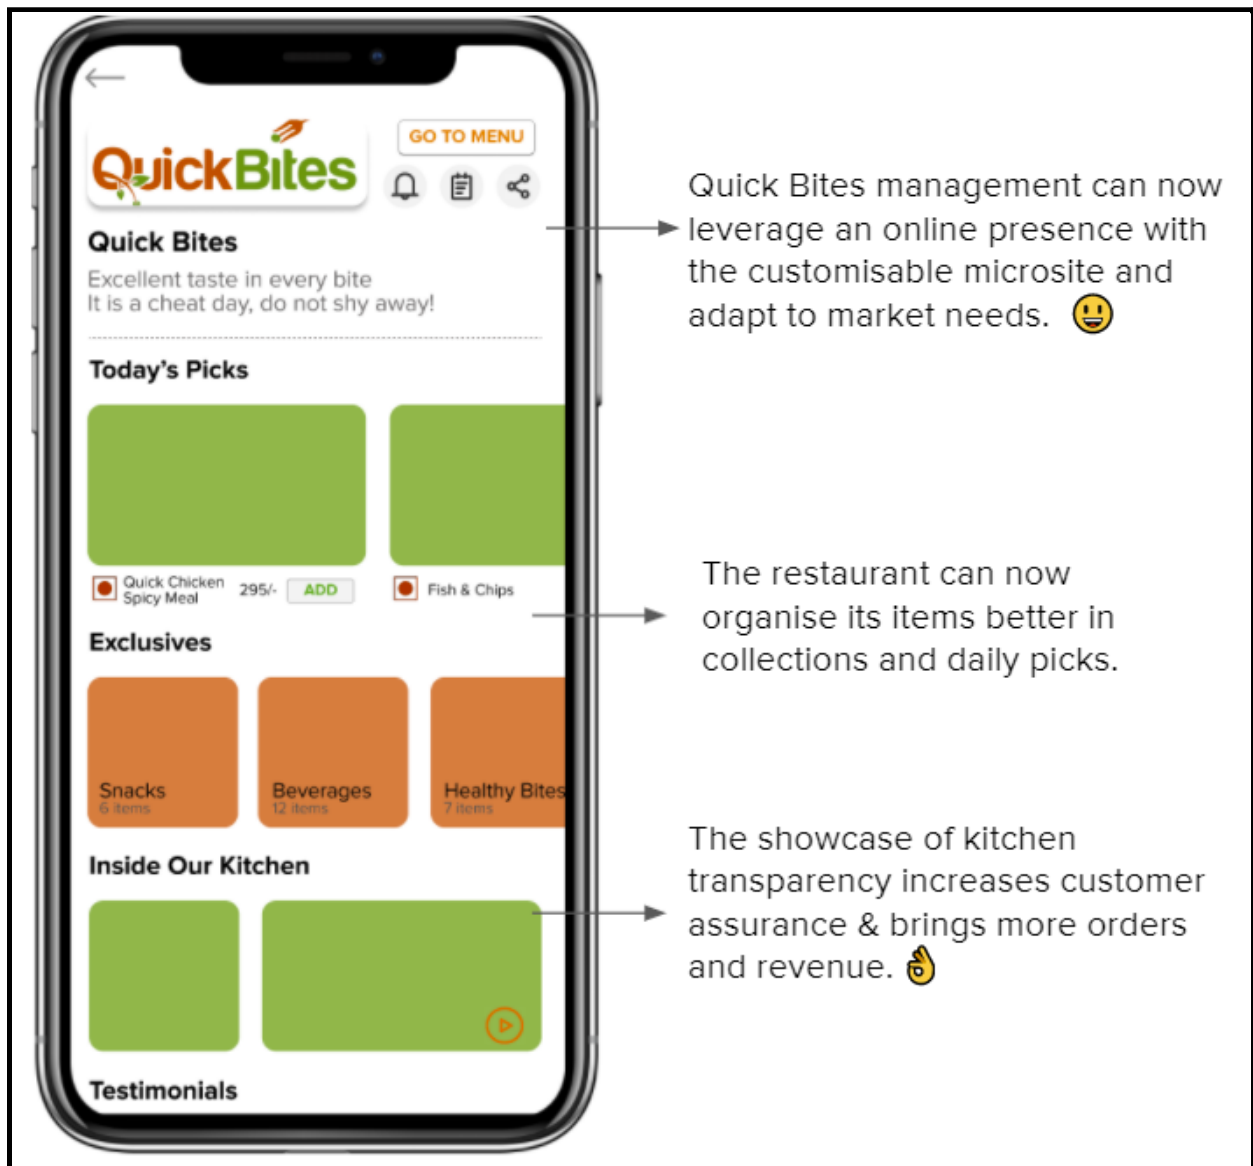 QuickBites
GO TO MENU
Quick Bites
Excellent taste in every bite
It is a cheat day, do not shy away!
Today's Picks
Quick Chicken
Spicy Meal
295/-
ADD
Fish & Chips
Exclusives
Snacks
6 items
Beverages
12 items
Healthy Bites
7 items
Inside Our Kitchen
Testimonials
Quick Bites management can now
leverage an online presence with
the customisable microsite and
adapt to market needs. 😃
The restaurant can now
organise its items better in
collections and daily picks.
The showcase of kitchen
transparency increases customer
assurance & brings more orders
and revenue. 👌